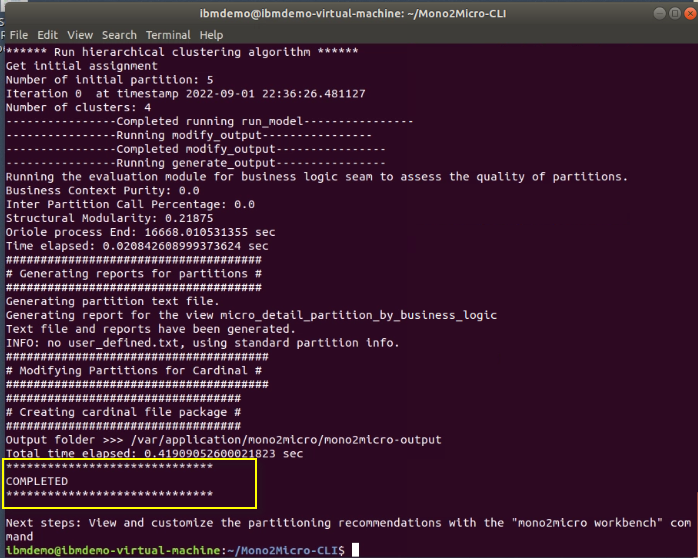 ibmdemo@ibmdemo-virtual-machine: ~/Mono2Micro-CLI
File Edit View Search Terminal Help
****** Run hierarchical clustering algorithm ******
Get initial assignment
Number of initial partition: 5
Iteration 0  at timestamp 2022-09-01 22:36:26.481127
Number of clusters: 4
----------------Completed running run_model----------------
----------------Running modify_output----------------
----------------Completed modify_output----------------
----------------Running generate_output----------------
Running the evaluation module for business logic seam to assess the quality of partitions.
Business Context Purity: 0.0
Inter Partition Call Percentage: 0.0
Structural Modularity: 0.21875
Oriole process End: 16668.010531355 sec
Time elapsed: 0.020842608999373624 sec
#####################################
# Generating reports for partitions #
#####################################
Generating partition text file.
Generating report for the view micro_detail_partition_by_business_logic
Text file and reports have been generated.
INFO: no user_defined.txt, using standard partition info.
######################################
# Modifying Partitions for Cardinal #
######################################
##################################
# Creating cardinal file package #
##################################
Output folder >>> /var/application/mono2micro/mono2micro-output
Total time elapsed: 0.41909052600021823 sec
******************************
COMPLETED
******************************
Next steps: View and customize the partitioning recommendations with the "mono2micro workbench" com
mand
ibmdemo@ibmdemo-virtual-machine:~/Mono2Micro-CLI$